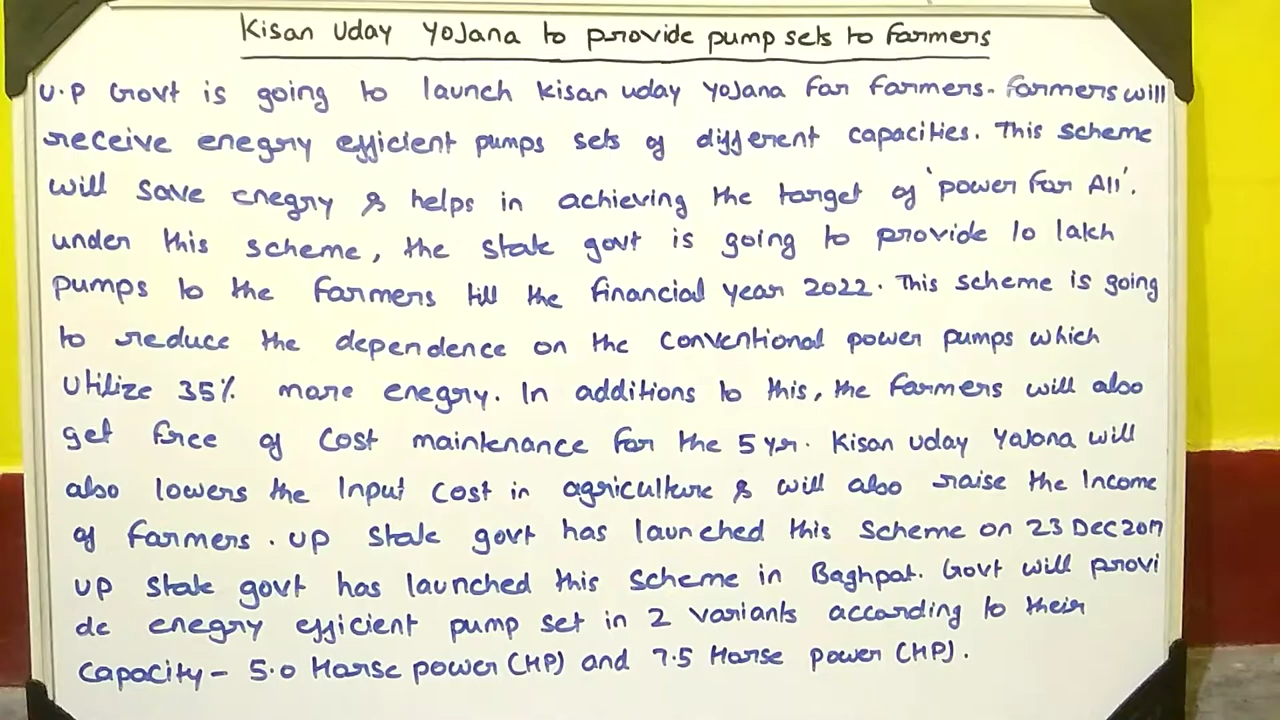 Kisan Uday Yojana to provide pump sets to farmers
U.P Govt is going to launch kisan uday yojana for farmers. farmers will
receive enegry efficient pumps sets of different capacities. This scheme
will save enegry & helps in achieving the target of 'power for All'.
under this scheme, the state govt is going to provide 10 lakh
pumps to the farmers till the financial year 2022. This scheme is going
to reduce the dependence on the conventional power pumps which
utilize 35% more enegry. In additions to this, the farmers will also
get free of cost maintenance for the 5 yr. Kisan uday Yojona will
also lowers the Input cost in agriculture & will also raise the Income
of farmers. up state govt has launched this scheme on 23 Dec 2017
up state govt has launched this scheme in Baghpat. Govt will provi
de enegry efficient pump set in 2 variants according to their
capacity - 5.0 Horse power (HP) and 7.5 Horse power (HP).